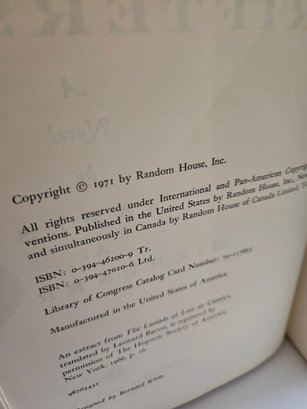 DRIFTERS
A
Novel
Copyright © 1971 by Random House, Inc.
All rights reserved under International and Pan-American Copyright
ventions. Published in the United States by Random House, Inc., New
and simultaneously in Canada by Random House of Canada Limited,
ISBN: 0-394-46200-9 Tr.
ISBN: 0-394-47020-6 Ltd.
Library of Congress Catalog Card Number:
Manufactured in the United States of America.
An extract from The Lusiads of Luis de Camões,
translated by Leonard Bacon, is reprinted by
permission of The Hispanic Society of America,
New York, 1966, p. 16.
98765432
Designed by Bernard Klein